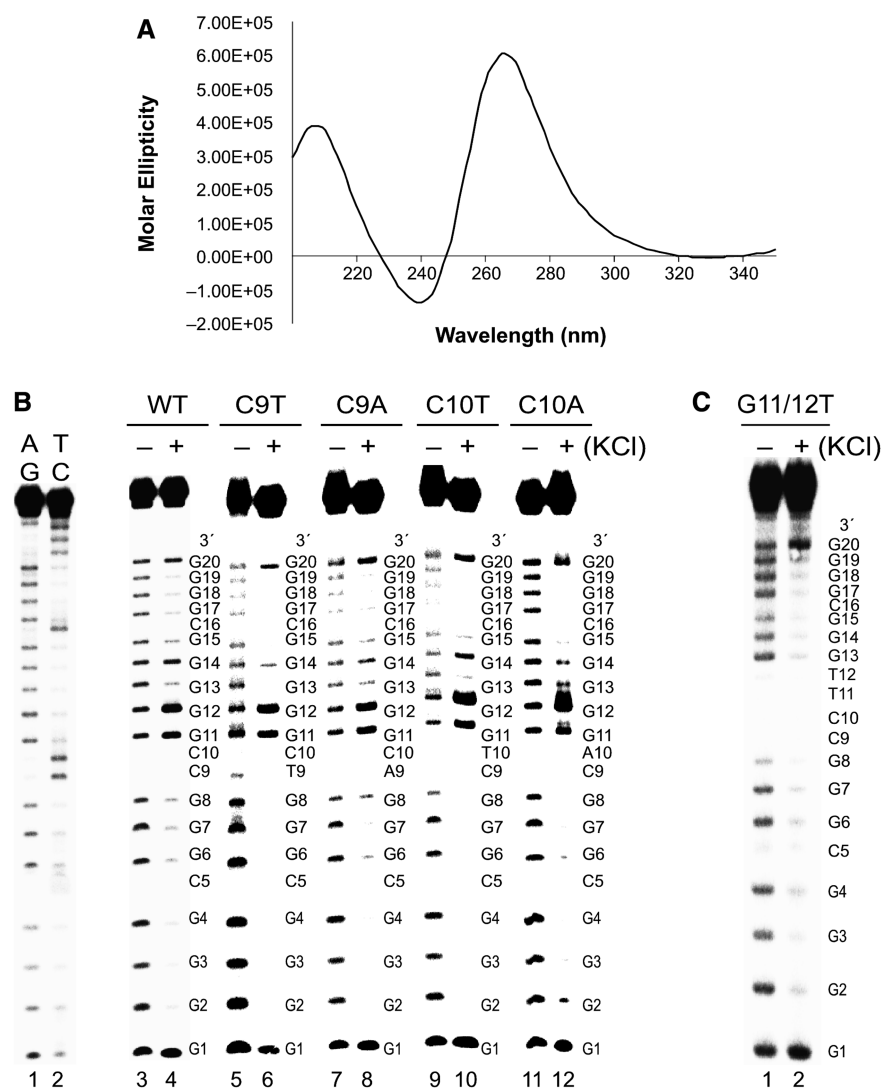 A
7.00E+05
6.00E+05
5.00E+05
4.00E+05
3.00E+05
2.00E+05
1.00E+05
0.00E+00
–1.00E+05
–2.00E+05
Molar Ellipticity
220 240 260 280 300 320 340
Wavelength (nm)
B
WT C9T C9A C10T C10A
A T
G C
– + – + – + – + – + (KCl)
3´ 3´ 3´ 3´ 3´
G20 G20 G20 G20 G20
G19 G19 G19 G19 G19
G18 G18 G18 G18 G18
G17 G17 G17 G17 G17
C16 C16 C16 C16 C16
G15 G15 G15 G15 G15
G14 G14 G14 G14 G14
G13 G13 G13 G13 G13
G12 G12 G12 G12 G12
G11 G11 G11 G11 G11
C10 C10 C10 T10 A10
C9 T9 A9 C9 C9
G8 G8 G8 G8 G8
G7 G7 G7 G7 G7
G6 G6 G6 G6 G6
C5 C5 C5 C5 C5
G4 G4 G4 G4 G4
G3 G3 G3 G3 G3
G2 G2 G2 G2 G2
G1 G1 G1 G1 G1
1 2 3 4 5 6 7 8 9 10 11 12
C
G11/12T
– + (KCl)
3´
G20
G19
G18
G17
C16
G15
G14
G13
T12
T11
C10
C9
G8
G7
G6
C5
G4
G3
G2
G1
1 2